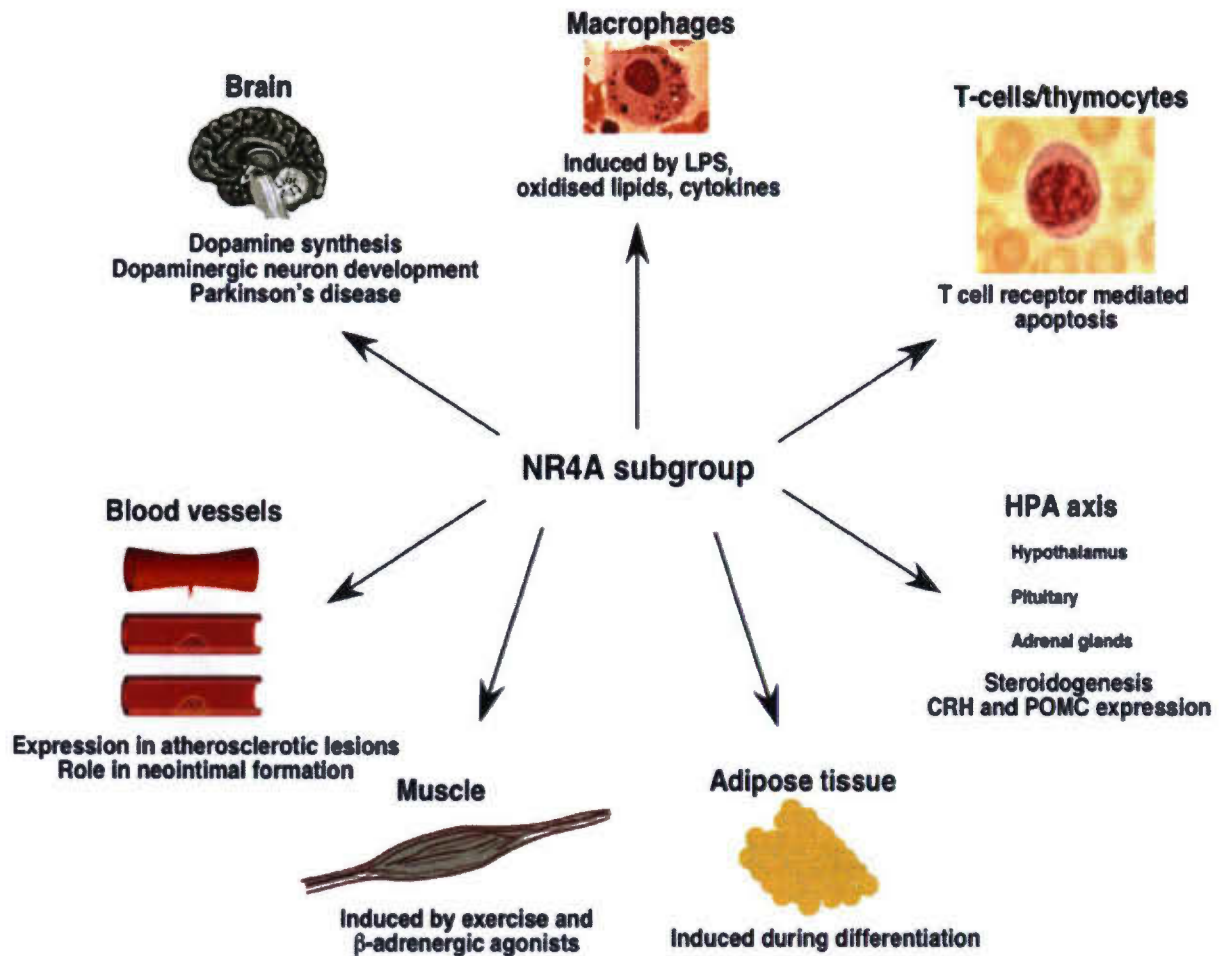 Macrophages
Induced by LPS,
oxidised lipids, cytokines
Brain
Dopamine synthesis
Dopaminergic neuron development
Parkinson's disease
T-cells/thymocytes
T cell receptor mediated
apoptosis
NR4A subgroup
Blood vessels
Expression in atherosclerotic lesions
Role in neointimal formation
HPA axis
Hypothalamus
Pituitary
Adrenal glands
Steroidogenesis
CRH and POMC expression
Muscle
Induced by exercise and
β-adrenergic agonists
Adipose tissue
Induced during differentiation